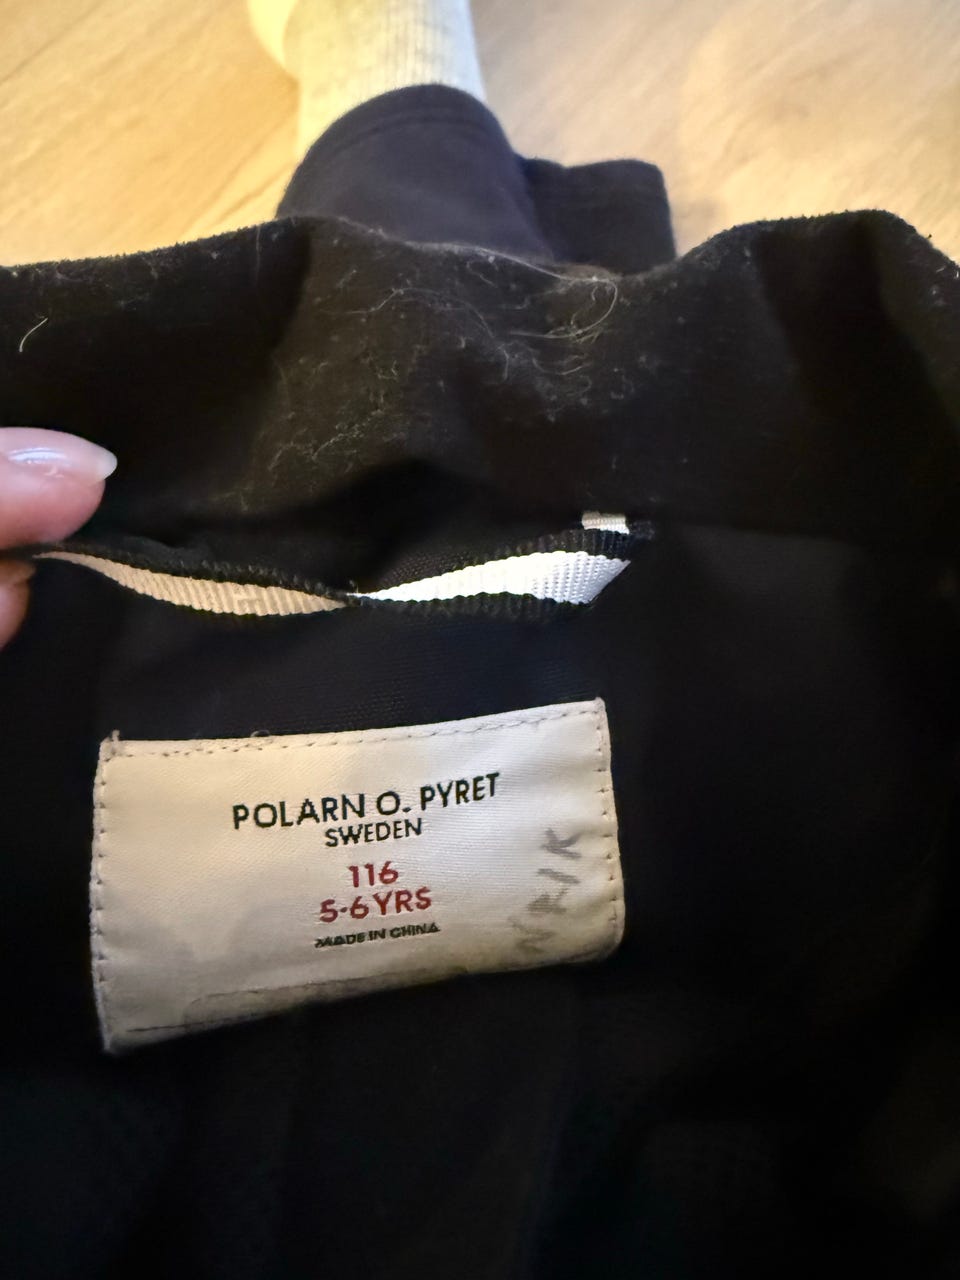 POLARN O. PYRET
SWEDEN
116
5-6 YRS
MADE IN CHINA